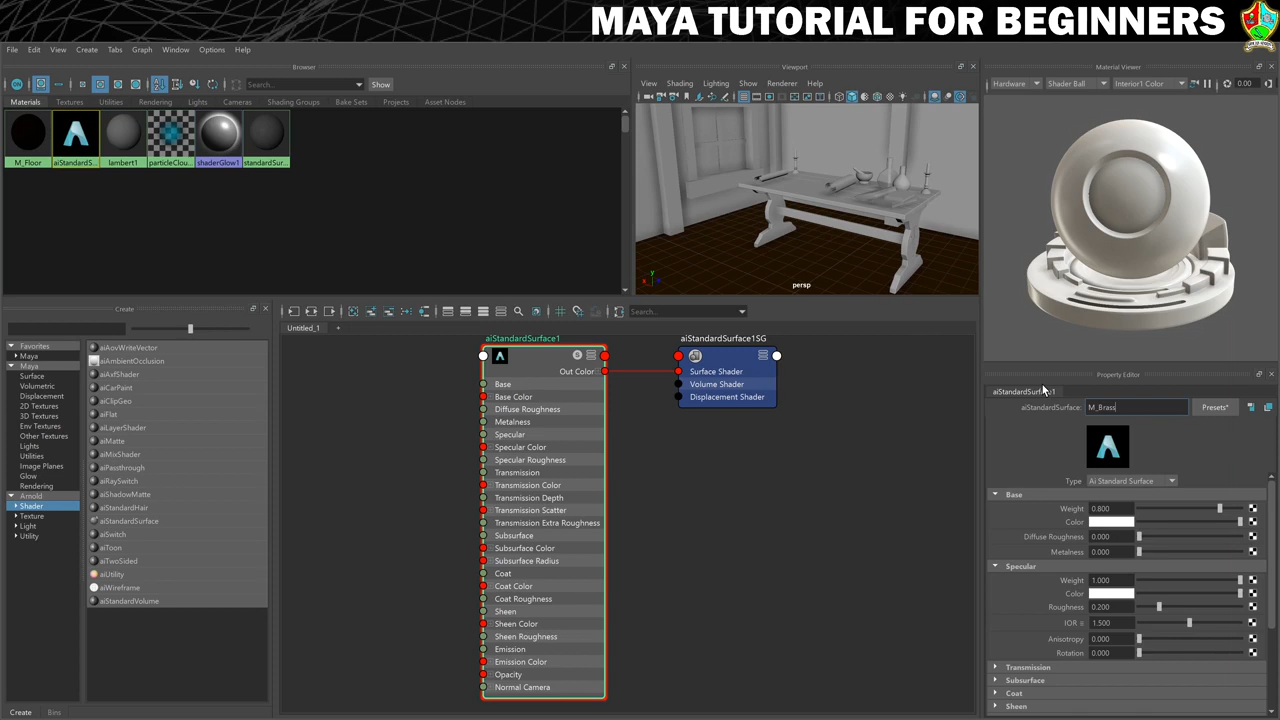 MAYA TUTORIAL FOR BEGINNERS
File Edit View Create Tabs Graph Window Options Help
Browser
Search... Show
Materials Textures Utilities Rendering Lights Cameras Shading Groups Bake Sets Projects Asset Nodes
M_Floor aiStandardS... lambert1 particleClou... shaderGlow1 standardSur...
Viewport
View Shading Lighting Show Renderer Panels
persp
Material Viewer
Hardware Shader Ball Interior1 Color 0.00
Create
Favorites
Maya
Maya
Surface
Volumetric
Displacement
2D Textures
3D Textures
Env Textures
Other Textures
Lights
Utilities
Image Planes
Glow
Rendering
Arnold
Shader
Texture
Light
Utility
aiAovWriteVector
aiAmbientOcclusion
aiAxfShader
aiCarPaint
aiClipGeo
aiFlat
aiLayerShader
aiMatte
aiMixShader
aiPassthrough
aiRaySwitch
aiShadowMatte
aiStandardHair
aiStandardSurface
aiSwitch
aiToon
aiTwoSided
aiUtility
aiWireframe
aiStandardVolume
Create Bins
Search...
Untitled_1 +
aiStandardSurface1
Out Color
Base
Base Color
Diffuse Roughness
Metalness
Specular
Specular Color
Specular Roughness
Transmission
Transmission Color
Transmission Depth
Transmission Scatter
Transmission Extra Roughness
Subsurface
Subsurface Color
Subsurface Radius
Coat
Coat Color
Coat Roughness
Sheen
Sheen Color
Sheen Roughness
Emission
Emission Color
Opacity
Normal Camera
aiStandardSurface1SG
Surface Shader
Volume Shader
Displacement Shader
Property Editor
aiStandardSurface1
aiStandardSurface: M_Brass Presets*
Type Ai Standard Surface
Base
Weight 0.800
Color
Diffuse Roughness 0.000
Metalness 0.000
Specular
Weight 1.000
Color
Roughness 0.200
IOR 1.500
Anisotropy 0.000
Rotation 0.000
Transmission
Subsurface
Coat
Sheen